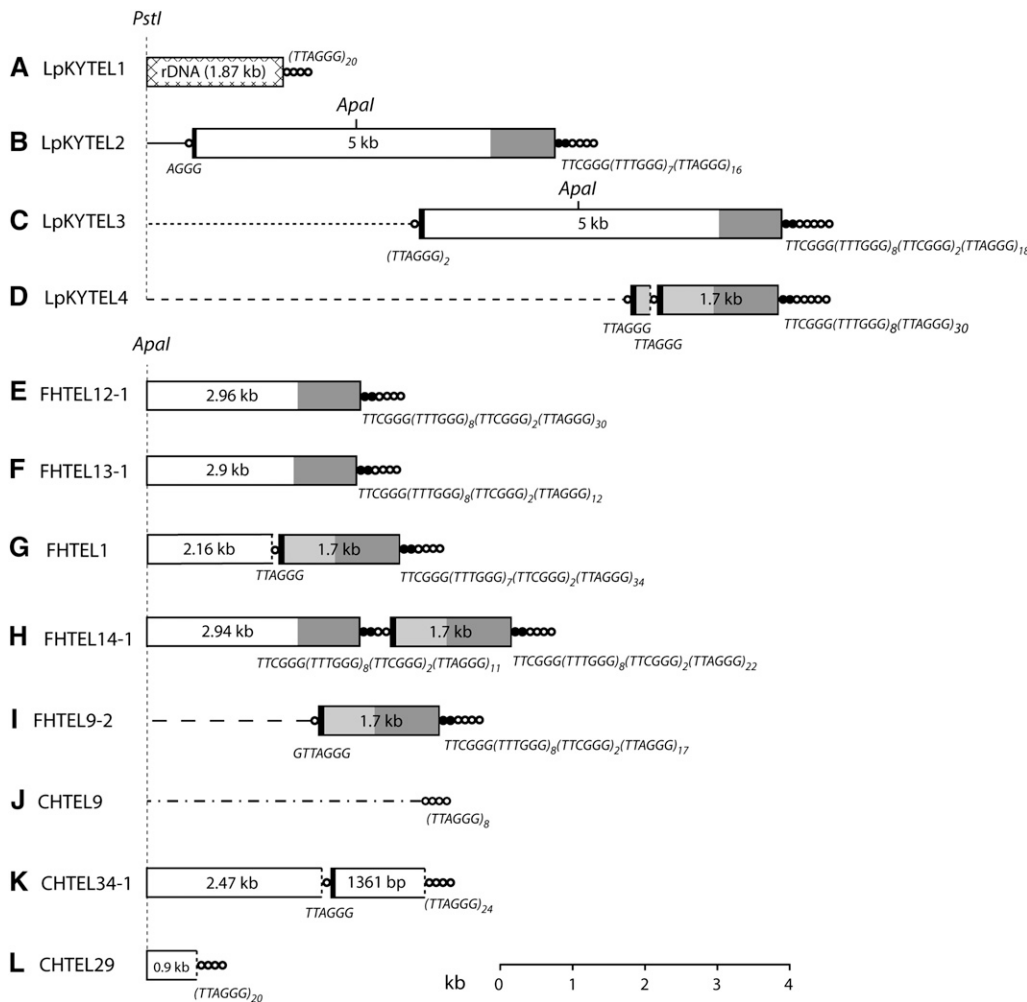 PstI
A LpKYTEL1 rDNA (1.87 kb) (TTAGGG)20
ApaI
B LpKYTEL2 5 kb
AGGG TTCGGG(TTTGGG)7(TTAGGG)16
ApaI
C LpKYTEL3 5 kb
(TTAGGG)2 TTCGGG(TTTGGG)8(TTCGGG)2(TTAGGG)18
D LpKYTEL4 1.7 kb
TTAGGG TTCGGG(TTTGGG)8(TTAGGG)30
TTAGGG
ApaI
E FHTEL12-1 2.96 kb
TTCGGG(TTTGGG)8(TTCGGG)2(TTAGGG)30
F FHTEL13-1 2.9 kb
TTCGGG(TTTGGG)8(TTCGGG)2(TTAGGG)12
G FHTEL1 2.16 kb 1.7 kb
TTAGGG TTCGGG(TTTGGG)7(TTCGGG)2(TTAGGG)34
H FHTEL14-1 2.94 kb 1.7 kb
TTCGGG(TTTGGG)8(TTCGGG)2(TTAGGG)11 TTCGGG(TTTGGG)8(TTCGGG)2(TTAGGG)22
I FHTEL9-2 1.7 kb
GTTAGGG TTCGGG(TTTGGG)8(TTCGGG)2(TTAGGG)17
J CHTEL9
(TTAGGG)8
K CHTEL34-1 2.47 kb 1361 bp
TTAGGG (TTAGGG)24
L CHTEL29 0.9 kb
(TTAGGG)20
kb 0 1 2 3 4